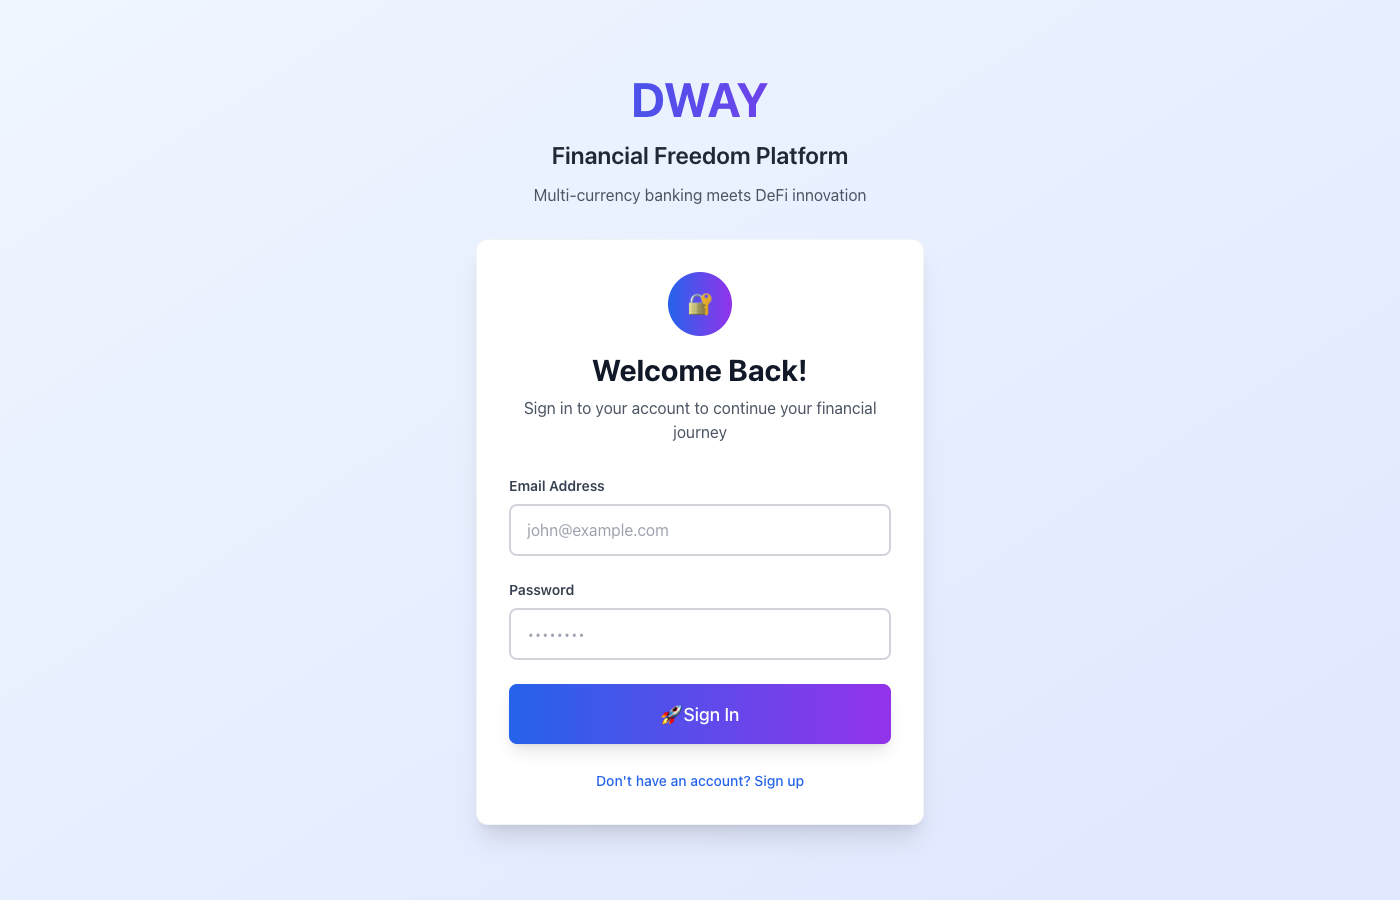 DWAY
Financial Freedom Platform
Multi-currency banking meets DeFi innovation
Welcome Back!
Sign in to your account to continue your financial
journey
Email Address
john@example.com
Password
••••••••
🚀Sign In
Don't have an account? Sign up